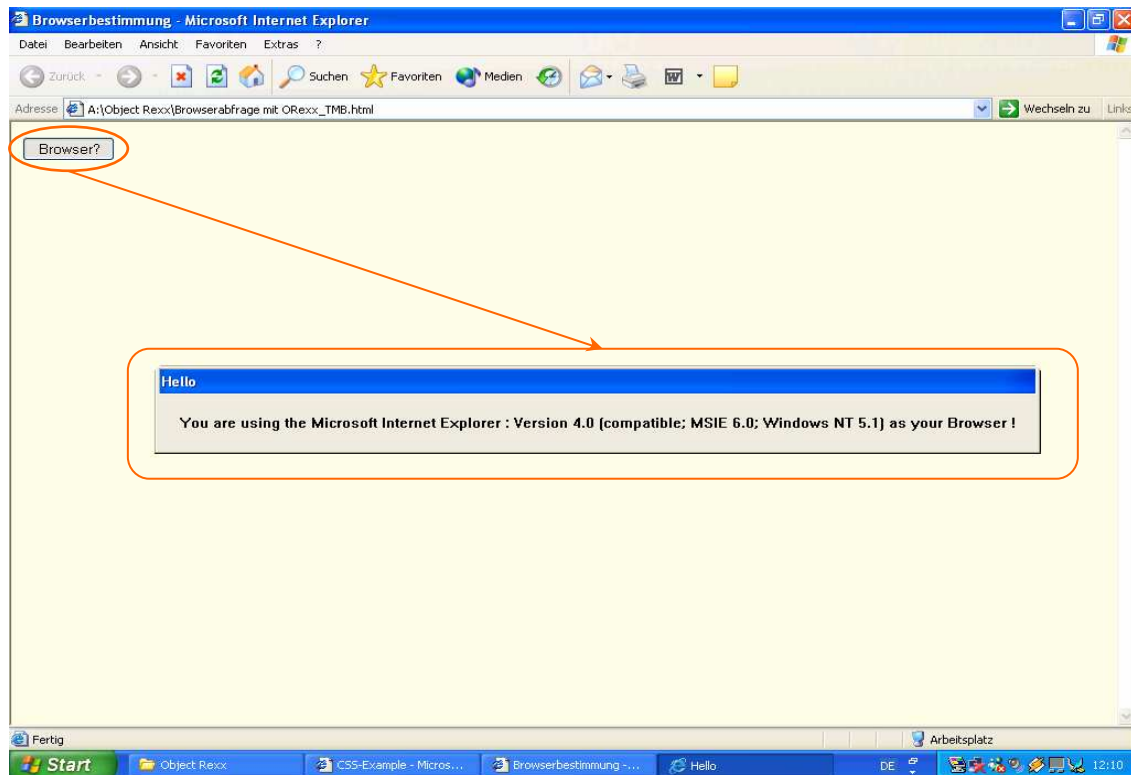 Browserbestimmung - Microsoft Internet Explorer
Datei Bearbeiten Ansicht Favoriten Extras ?
Zurück Suchen Favoriten Medien
Adresse A:\Object Rexx\Browserabfrage mit ORexx_TMB.html Wechseln zu Links
Browser?
Hello
You are using the Microsoft Internet Explorer : Version 4.0 (compatible; MSIE 6.0; Windows NT 5.1) as your Browser !
Fertig Arbeitsplatz
Start Object Rexx CSS-Example - Micros... Browserbestimmung -... Hello DE 12:10